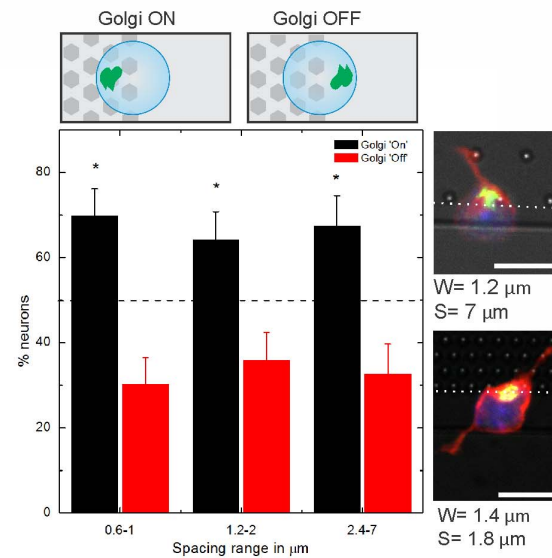 Golgi ON
Golgi OFF
Golgi 'On'
Golgi 'Off'
*
*
*
80
60
40
20
0
% neurons
0.6-1
1.2-2
2.4-7
Spacing range in μm
W= 1.2 μm
S= 7 μm
W= 1.4 μm
S= 1.8 μm